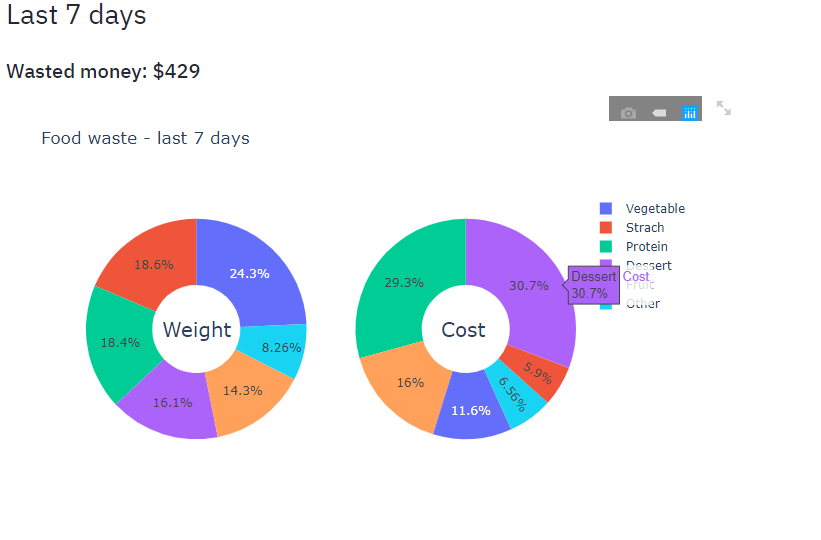 Last 7 days
Wasted money: $429
Food waste - last 7 days
Vegetable
Strach
Protein
Dessert
Fruit
Other
Dessert
30.7%
Cost
Weight
24.3%
8.26%
14.3%
16.1%
18.4%
18.6%
Cost
30.7%
5.9%
6.56%
11.6%
16%
29.3%